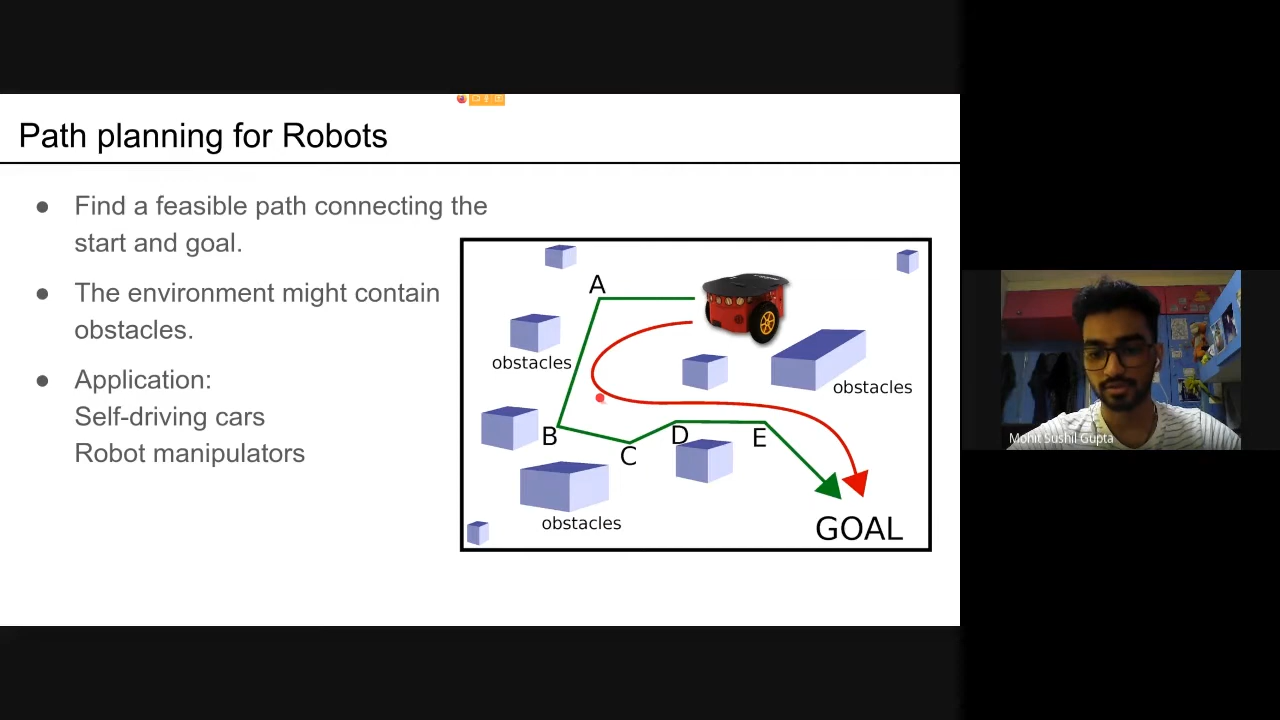 Path planning for Robots
● Find a feasible path connecting the
start and goal.
● The environment might contain
obstacles.
● Application:
Self-driving cars
Robot manipulators
A
obstacles
obstacles
B
C
D
E
obstacles
GOAL
Mohit Sushil Gupta